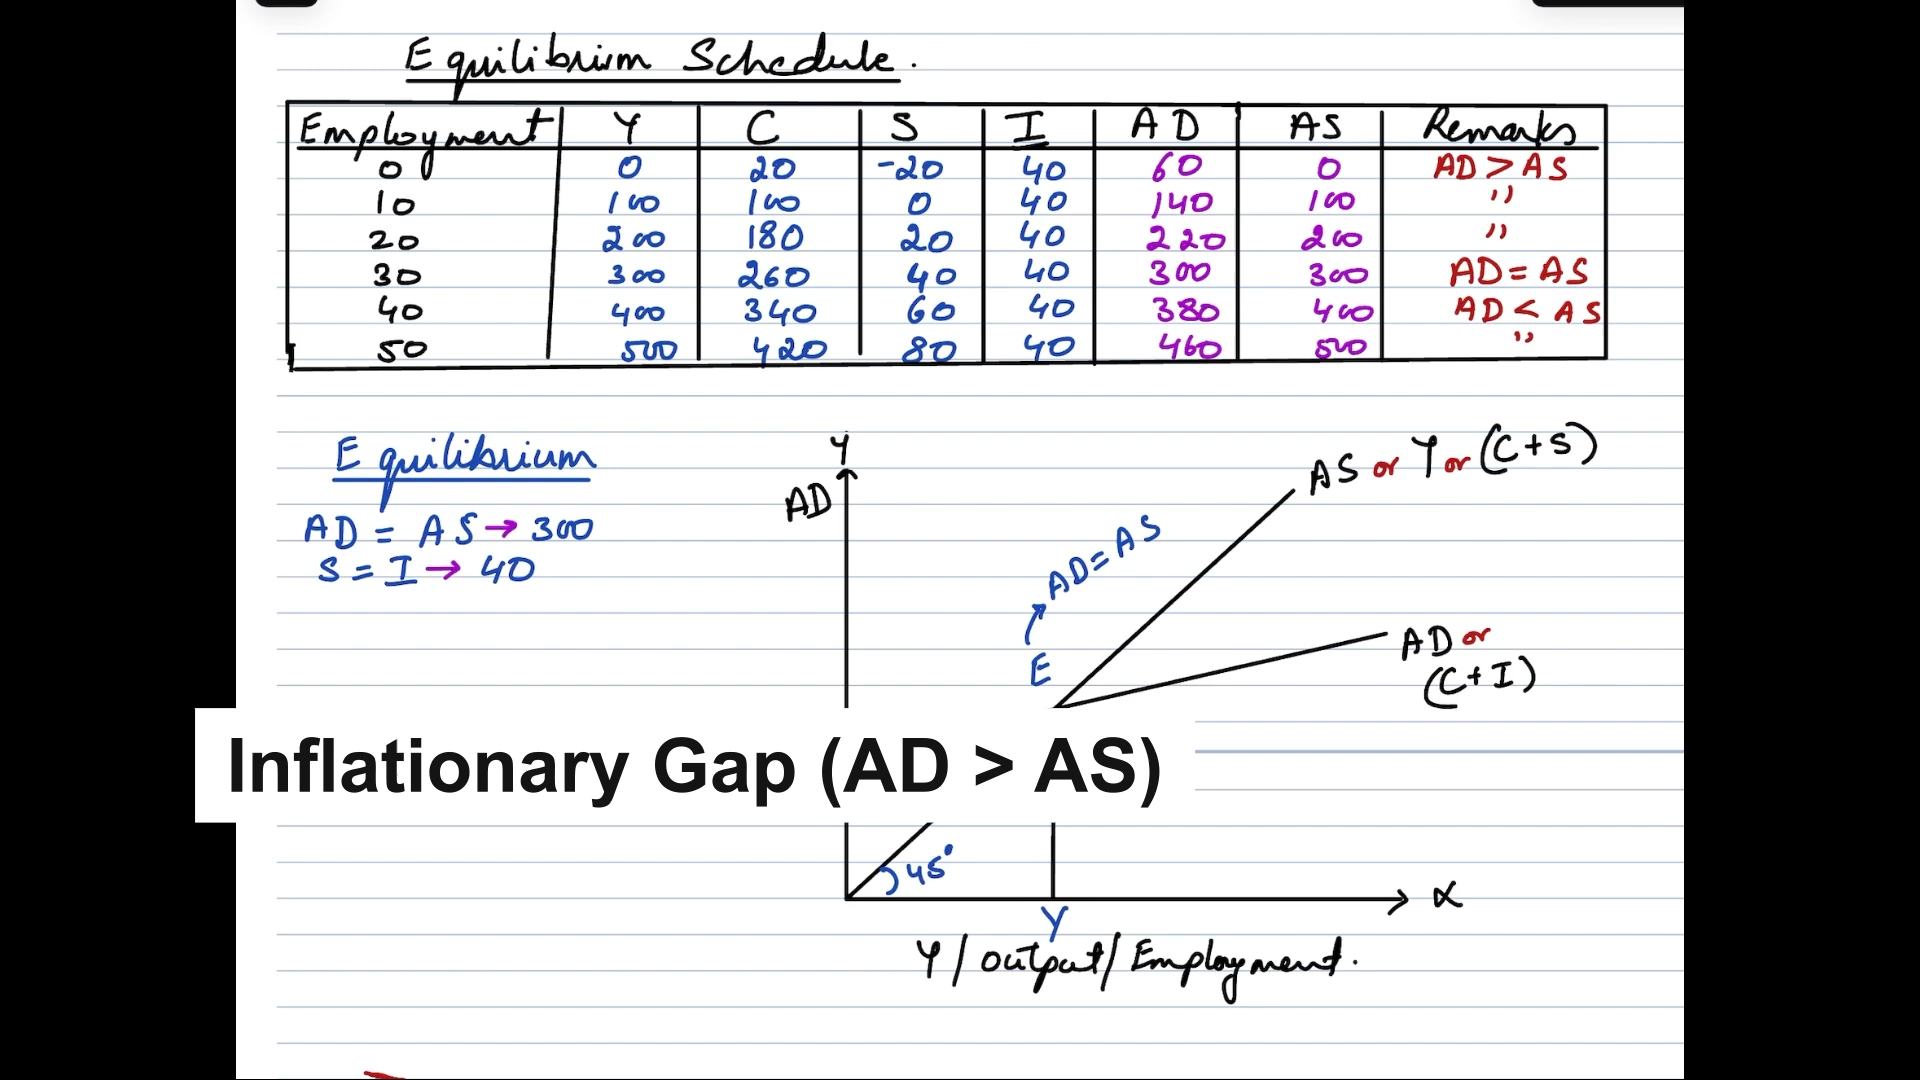 Equilibrium Schedule.
Employment Y C S I AD AS Remarks
0 0 20 -20 40 60 0 AD > AS
10 100 100 0 40 140 100 ''
20 200 180 20 40 220 200 ''
30 300 260 40 40 300 300 AD = AS
40 400 340 60 40 380 400 AD < AS
50 500 420 80 40 460 500 ''
Equilibrium
AD = AS → 300
S = I → 40
Y
AD
AS or Y or (C+S)
AD = AS
E
AD or
(C+I)
Inflationary Gap (AD > AS)
45°
x
Y
Y / output / Employment.